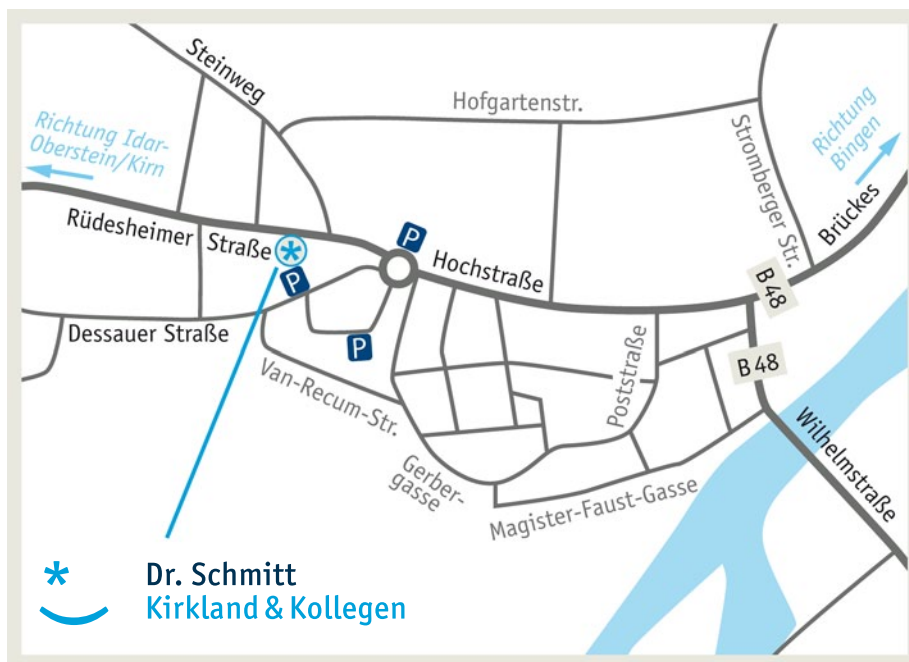 Steinweg
Hofgartenstr.
Richtung Idar-
Oberstein/Kirn
Richtung
Bingen
Stromberger Str.
Brückes
Rüdesheimer Straße
P
Hochstraße
P
B 48
Dessauer Straße
P
B 48
Van-Recum-Str.
Poststraße
Wilhelmstraße
Gerber-
gasse
Magister-Faust-Gasse
Dr. Schmitt
Kirkland & Kollegen